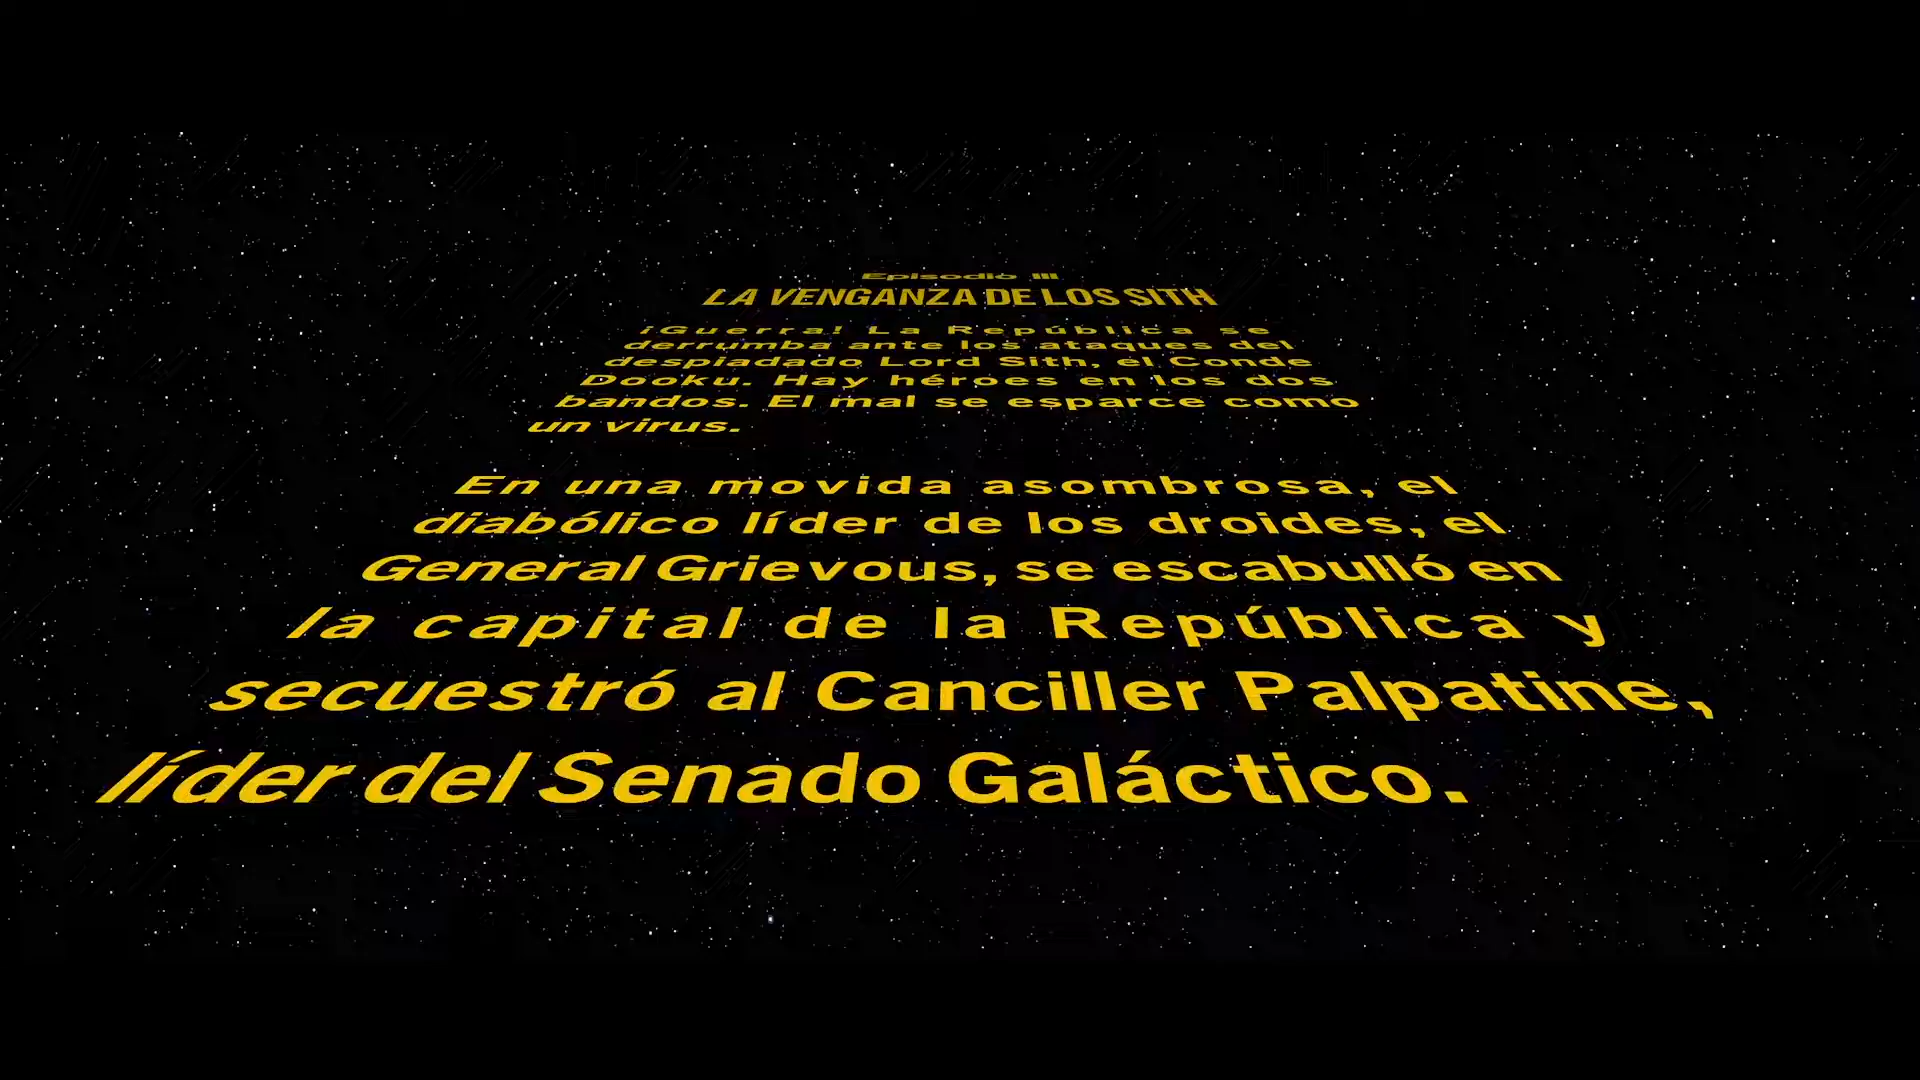 Episodio III
LA VENGANZA DE LOS SITH
¡Guerra! La República se
derrumba ante los ataques del
despiadado Lord Sith, el Conde
Dooku. Hay héroes en los dos
bandos. El mal se esparce como
un virus.
En una movida asombrosa, el
diabólico líder de los droides, el
General Grievous, se escabulló en
la capital de la República y
secuestró al Canciller Palpatine,
líder del Senado Galáctico.